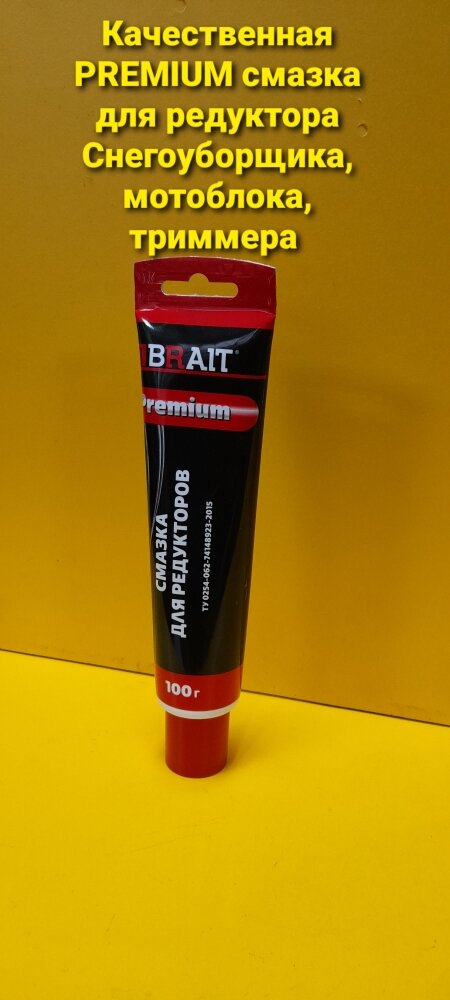 Качественная
PREMIUM смазка
для редуктора
Снегоуборщика,
мотоблока,
триммера
BRAIT®
Premium
СМАЗКА
ДЛЯ РЕДУКТОРОВ
ТУ 0254-062-74148923-2015
100 г